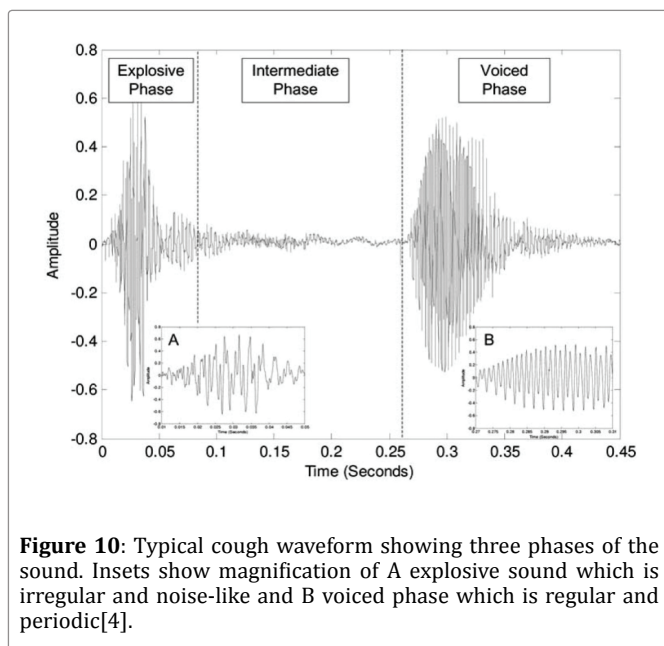 0.8
Explosive Phase
Intermediate Phase
Voiced Phase
0.6
0.4
0.2
0
-0.2
-0.4
-0.6
-0.8
Amplitude
A
B
0 0.05 0.1 0.15 0.2 0.25 0.3 0.35 0.4 0.45
Time (Seconds)
Figure 10: Typical cough waveform showing three phases of the
sound. Insets show magnification of A explosive sound which is
irregular and noise-like and B voiced phase which is regular and
periodic[4].